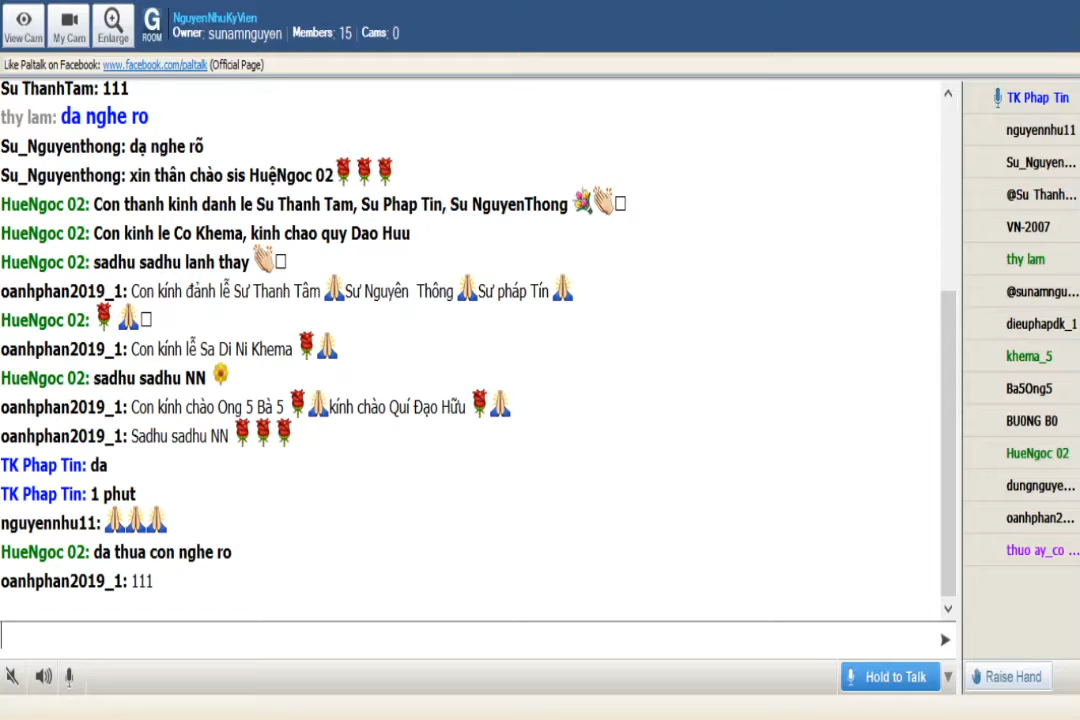 View Cam
My Cam
Enlarge
G
ROOM
NguyenNhuKyVien
Owner: sunamnguyen | Members: 15 | Cams: 0
Like Paltalk on Facebook: www.facebook.com/paltalk (Official Page)
Su ThanhTam: 111
thy lam: da nghe ro
Su_Nguyenthong: dạ nghe rõ
Su_Nguyenthong: xin thân chào sis HuệNgoc 02
HueNgoc 02: Con thanh kinh danh le Su Thanh Tam, Su Phap Tin, Su NguyenThong
HueNgoc 02: Con kinh le Co Khema, kinh chao quy Dao Huu
HueNgoc 02: sadhu sadhu lanh thay
oanhphan2019_1: Con kính đảnh lễ Sư Thanh Tâm 🙏Sư Nguyên Thông 🙏Sư pháp Tín 🙏
HueNgoc 02: 🌹🙏
oanhphan2019_1: Con kính lễ Sa Di Ni Khema 🌹🙏
HueNgoc 02: sadhu sadhu NN
oanhphan2019_1: Con kính chào Ong 5 Bà 5 🌹🙏kính chào Quí Đạo Hữu 🌹🙏
oanhphan2019_1: Sadhu sadhu NN 🌹🌹🌹
TK Phap Tin: da
TK Phap Tin: 1 phut
nguyennhu11: 🙏🙏🙏
HueNgoc 02: da thua con nghe ro
oanhphan2019_1: 111
Hold to Talk
TK Phap Tin
nguyennhu11
Su_Nguyen...
@Su Thanh...
VN-2007
thy lam
@sunamngu...
dieuphapdk_1
khema_5
Ba5Ong5
BU0NG B0
HueNgoc 02
dungnguye...
oanhphan2...
thuo ay_co ...
Raise Hand